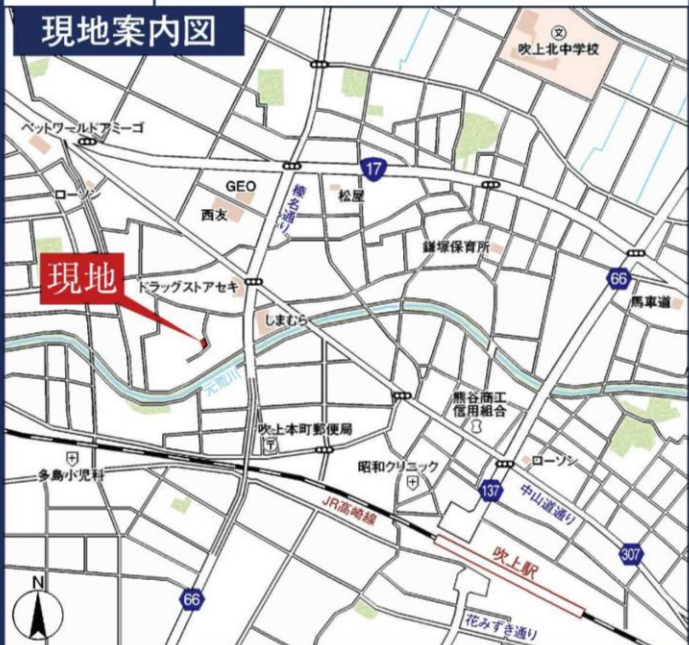 現地案内図
文
吹上北中学校
ペットワールドアミーゴ
17
GEO
松屋
ローソン
西友
榛名通り
鎌塚保育所
現地
ドラッグストアセキ
66
馬車道
しまむら
元荒川
熊谷商工
信用組合
吹上本町郵便局
〒
昭和クリニック
ローソン
多島小児科
137
中山道通り
JR高崎線
吹上駅
307
N
66
花みずき通り